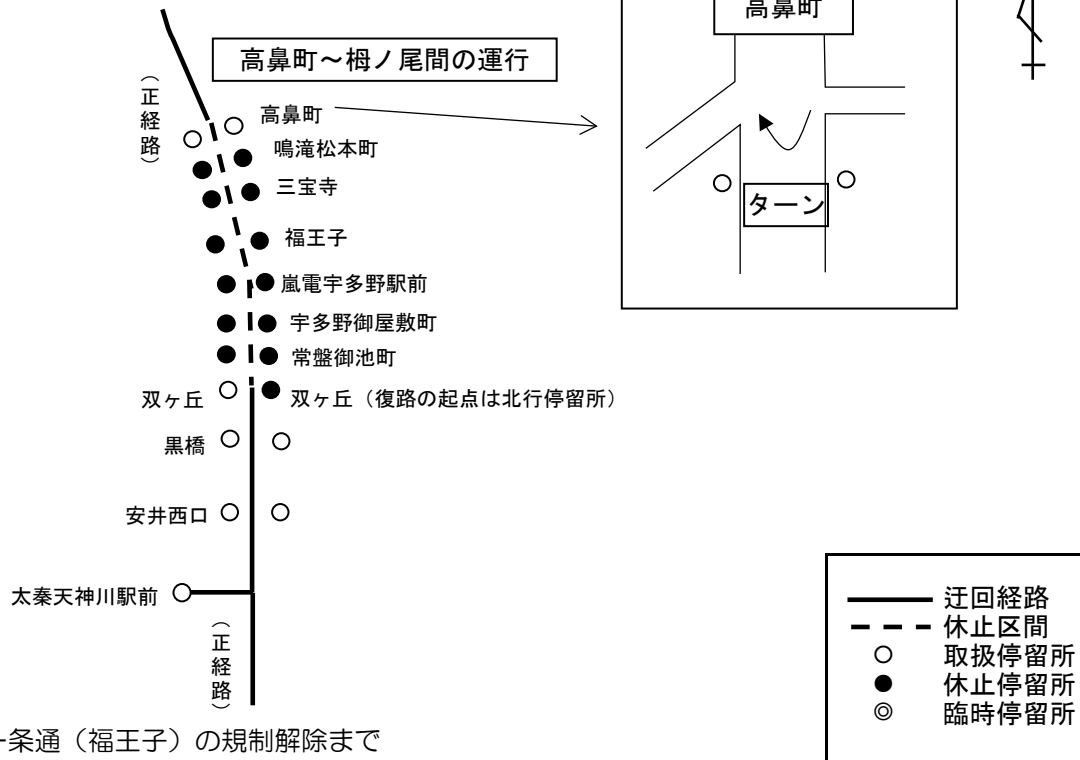 高鼻町
高鼻町～栂ノ尾間の運行
（正経路）
高鼻町
鳴滝松本町
三宝寺
ターン
福王子
嵐電宇多野駅前
宇多野御屋敷町
常盤御池町
双ヶ丘
双ヶ丘（復路の起点は北行停留所）
黒橋
安井西口
太秦天神川駅前
（正経路）
迂回経路
休止区間
取扱停留所
休止停留所
臨時停留所
条通（福王子）の規制解除まで